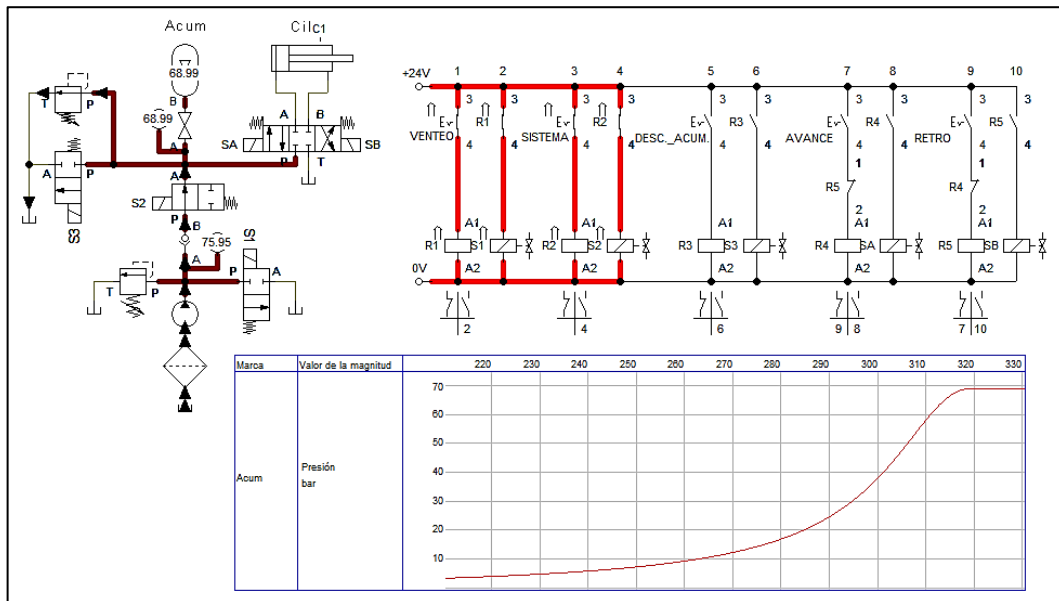 Acum
CilC1
68.99
T
P
B
68.99
A
A
B
SA
SB
P
T
A
P
A
S2
P
S3
B
75.95
S1
A
T
P
P
A
1 2 3 4 5 6 7 8 9 10
+24V
3 3 3 3 3 3 3 3 3 3
VENTEO
R1
SISTEMA
R2
DESC._ACUM.
R3
AVANCE
R4
RETRO
R5
4 4 4 4 4 4 4 4 4 4
1 1
R5 R4
2 2
A1 A1 A1 A1 A1
R1 S1 R2 S2 R3 S3 R4 SA R5 SB
A2 A2 A2 A2 A2
0V
2 4 6 9 8 7 10
Marca Valor de la magnitud 220 230 240 250 260 270 280 290 300 310 320 330
70
60
50
Acum Presión
bar
40
30
20
10